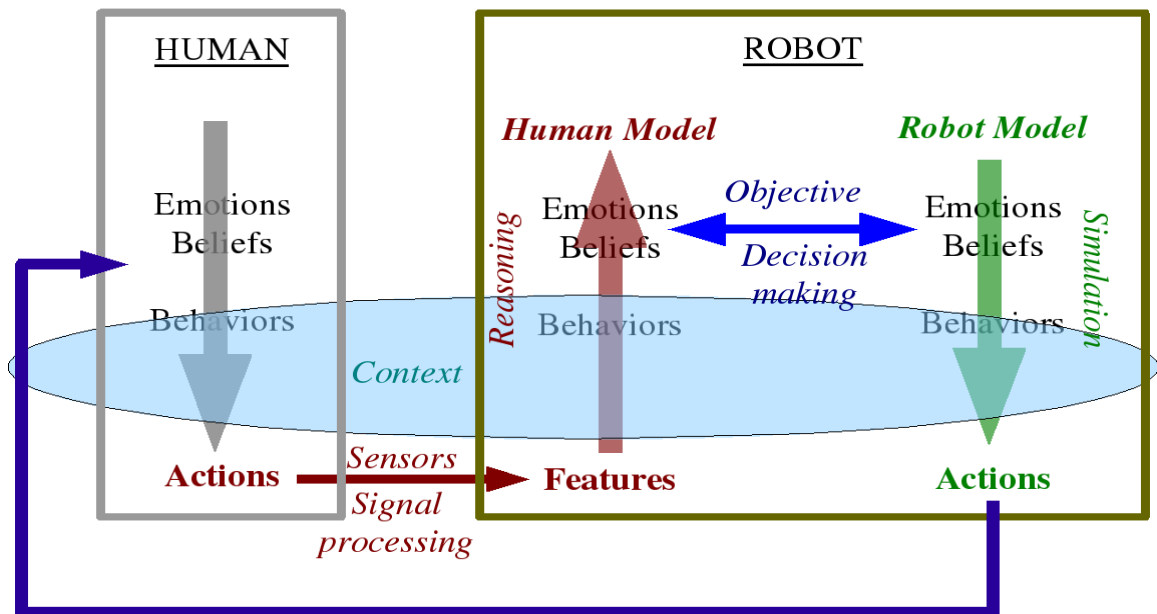 HUMAN
Emotions
Beliefs
Behaviors
Actions
Context
Sensors
Signal
processing
ROBOT
Human Model
Reasoning
Emotions
Beliefs
Behaviors
Features
Objective
Decision
making
Robot Model
Emotions
Beliefs
Behaviors
Simulation
Actions